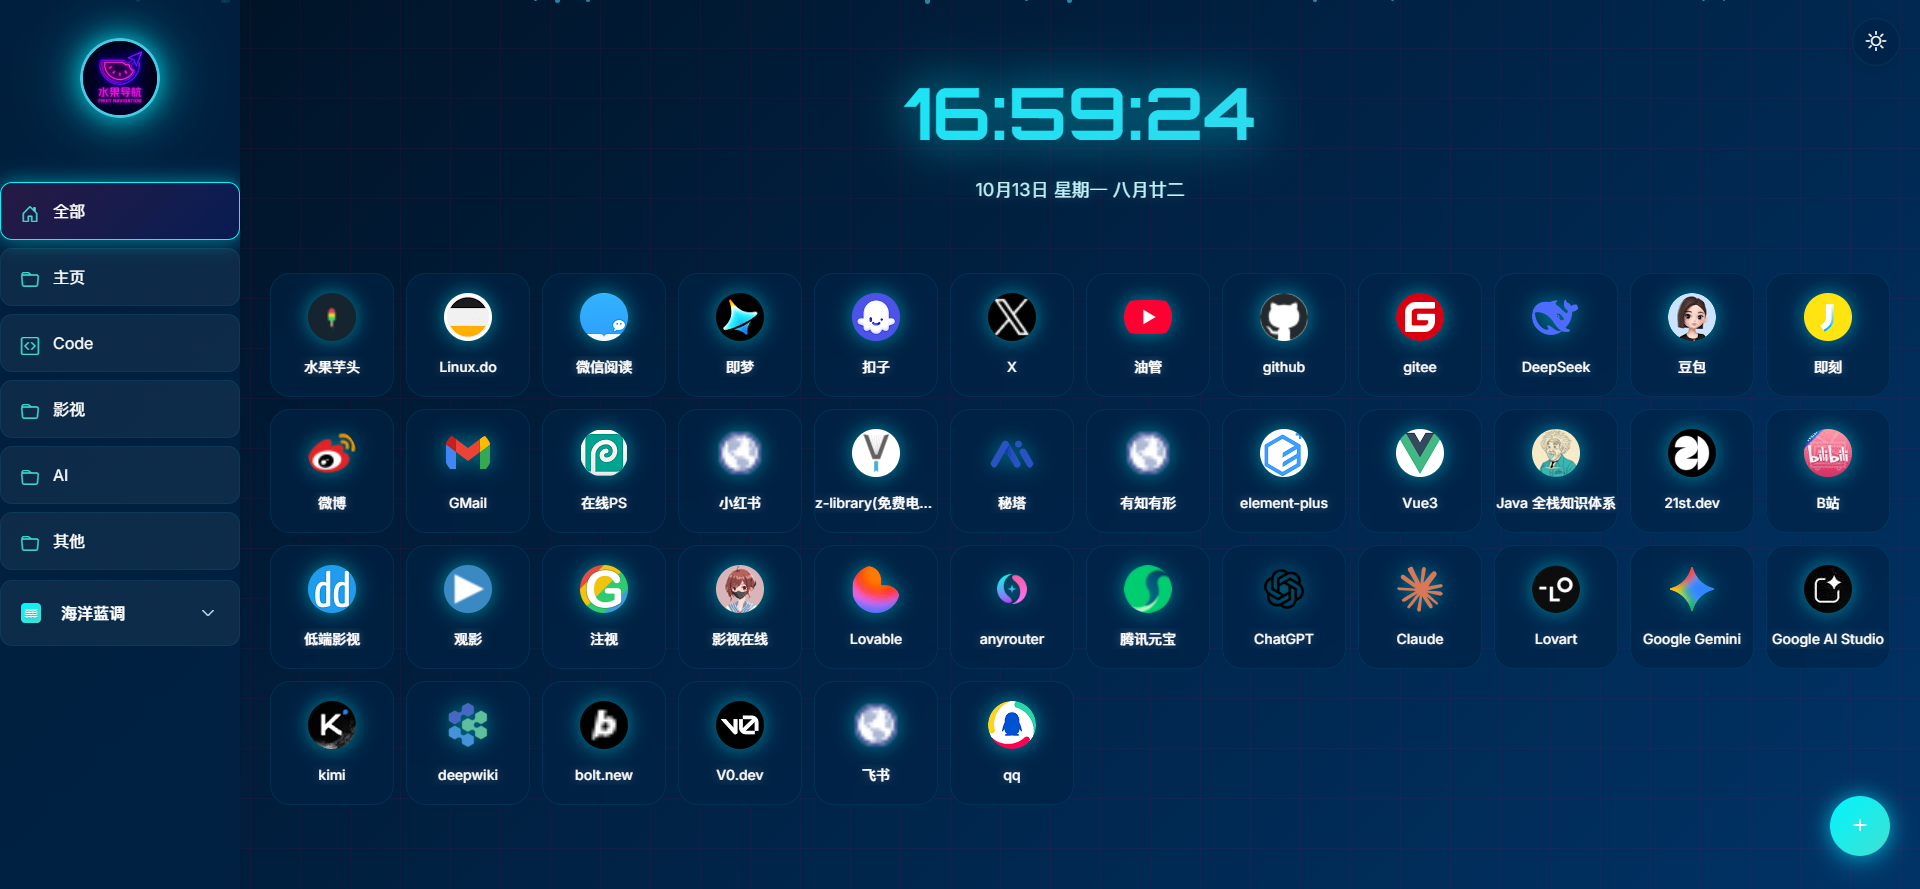 水果导航
FRUIT NAVIGATION
16:59:24
10月13日 星期一 八月廿二
全部
主页
Code
影视
AI
其他
海洋蓝调
水果芋头
Linux.do
微信阅读
即梦
扣子
X
油管
github
gitee
DeepSeek
豆包
即刻
微博
GMail
在线PS
小红书
z-library(免费电...
秘塔
有知有形
element-plus
Vue3
Java 全栈知识体系
21st.dev
bilibili
B站
dd
低端影视
观影
注视
影视在线
Lovable
anyrouter
腾讯元宝
ChatGPT
Claude
Lovart
Google Gemini
Google AI Studio
kimi
deepwiki
bolt.new
V0.dev
飞书
qq